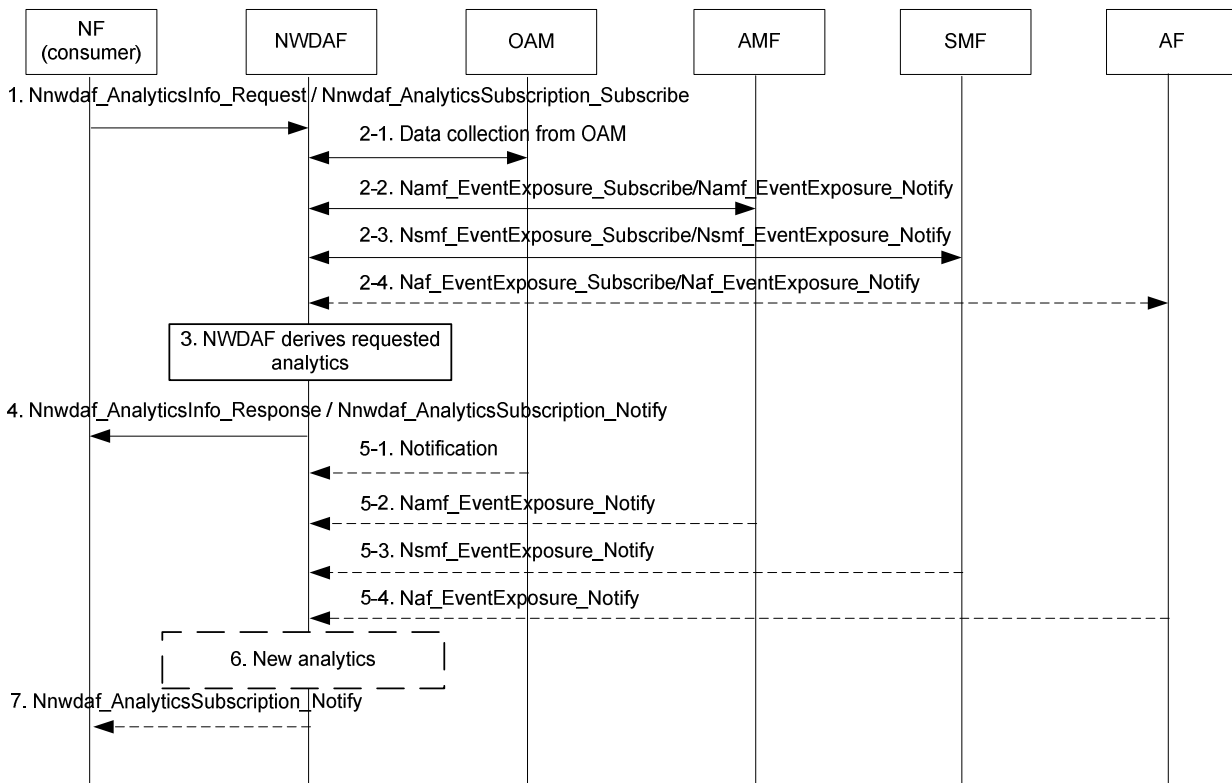 NF
(consumer)
NWDAF
OAM
AMF
SMF
AF
1. Nnwdaf_AnalyticsInfo_Request / Nnwdaf_AnalyticsSubscription_Subscribe
2-1. Data collection from OAM
2-2. Namf_EventExposure_Subscribe/Namf_EventExposure_Notify
2-3. Nsmf_EventExposure_Subscribe/Nsmf_EventExposure_Notify
2-4. Naf_EventExposure_Subscribe/Naf_EventExposure_Notify
3. NWDAF derives requested
analytics
4. Nnwdaf_AnalyticsInfo_Response / Nnwdaf_AnalyticsSubscription_Notify
5-1. Notification
5-2. Namf_EventExposure_Notify
5-3. Nsmf_EventExposure_Notify
5-4. Naf_EventExposure_Notify
6. New analytics
7. Nnwdaf_AnalyticsSubscription_Notify